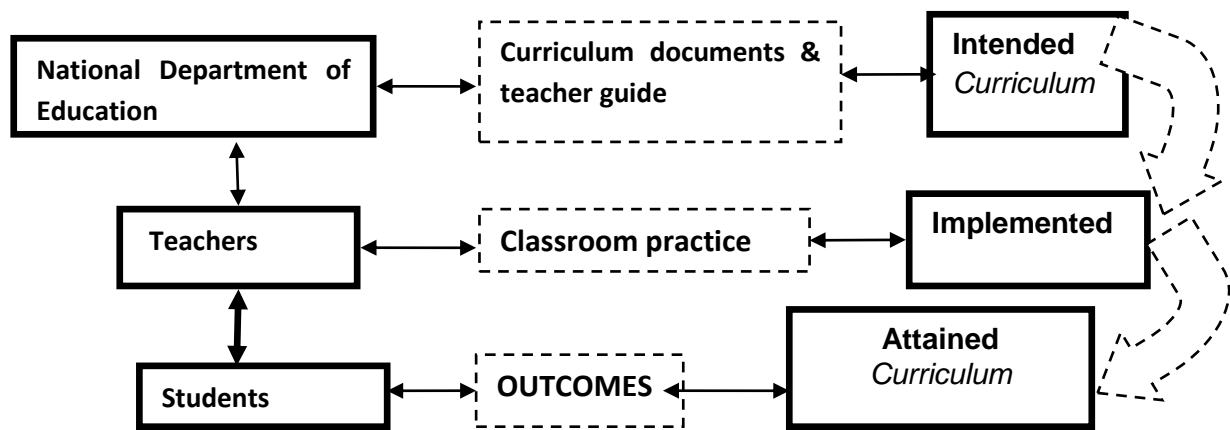 National Department of
Education
Curriculum documents &
teacher guide
Intended
Curriculum
Teachers
Classroom practice
Implemented
Students
OUTCOMES
Attained
Curriculum